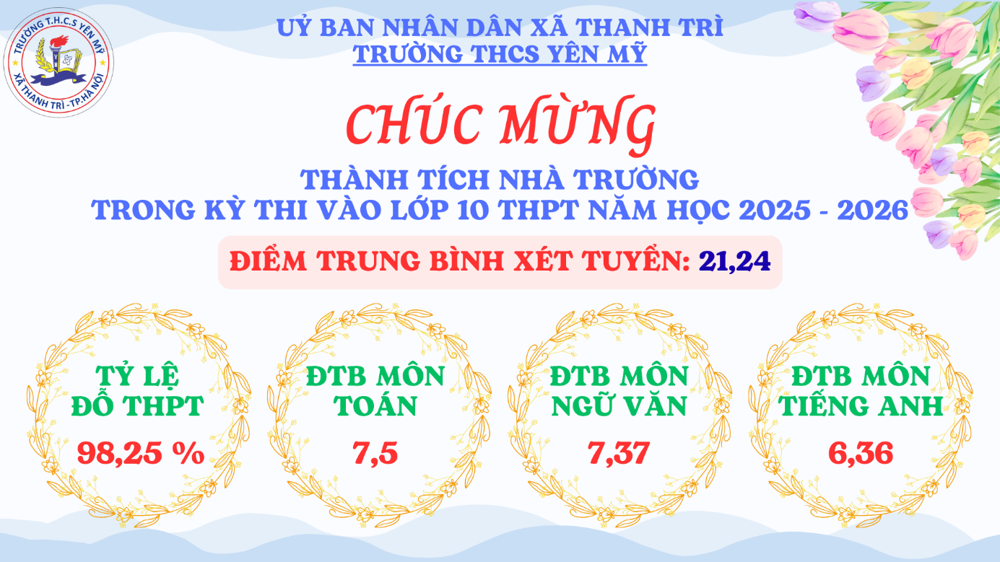 TRƯỜNG T.H.C.S YÊN MỸ
XÃ THANH TRÌ -TP.HÀ NỘI
UỶ BAN NHÂN DÂN XÃ THANH TRÌ
TRƯỜNG THCS YÊN MỸ
CHÚC MỪNG
THÀNH TÍCH NHÀ TRƯỜNG
TRONG KỲ THI VÀO LỚP 10 THPT NĂM HỌC 2025 - 2026
ĐIỂM TRUNG BÌNH XÉT TUYỂN: 21,24
TỶ LỆ
ĐỖ THPT
98,25 %
ĐTB MÔN
TOÁN
7,5
ĐTB MÔN
NGỮ VĂN
7,37
ĐTB MÔN
TIẾNG ANH
6,36